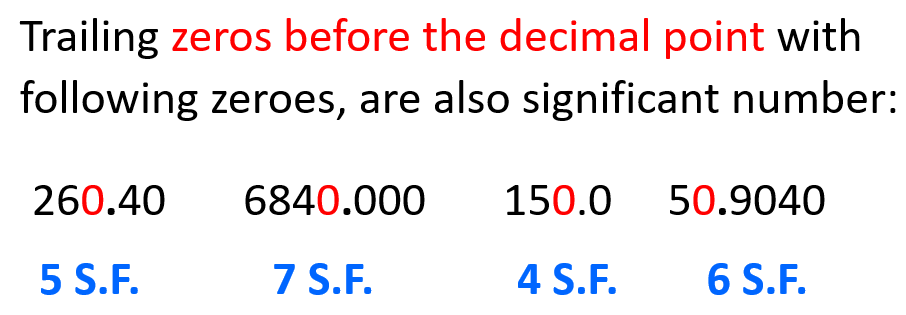 Trailing zeros before the decimal point with
following zeroes, are also significant number:
260.40 6840.000 150.0 50.9040
5 S.F. 7 S.F. 4 S.F. 6 S.F.